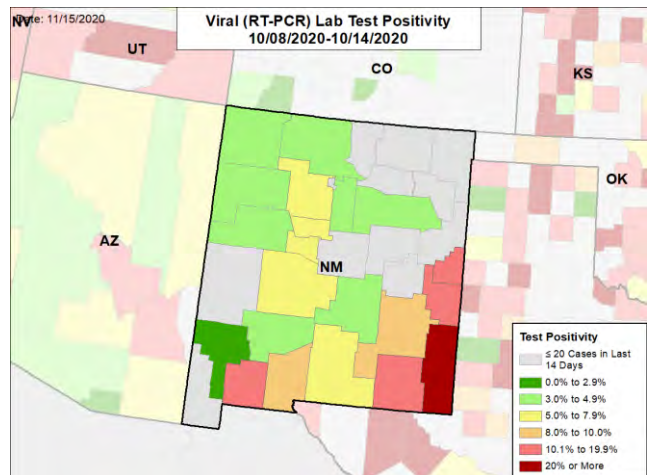 Date: 11/15/2020
Viral (RT-PCR) Lab Test Positivity
10/08/2020-10/14/2020
NV
UT
CO
KS
OK
AZ
NM
Test Positivity
≤ 20 Cases in Last
14 Days
0.0% to 2.9%
3.0% to 4.9%
5.0% to 7.9%
8.0% to 10.0%
10.1% to 19.9%
20% or More